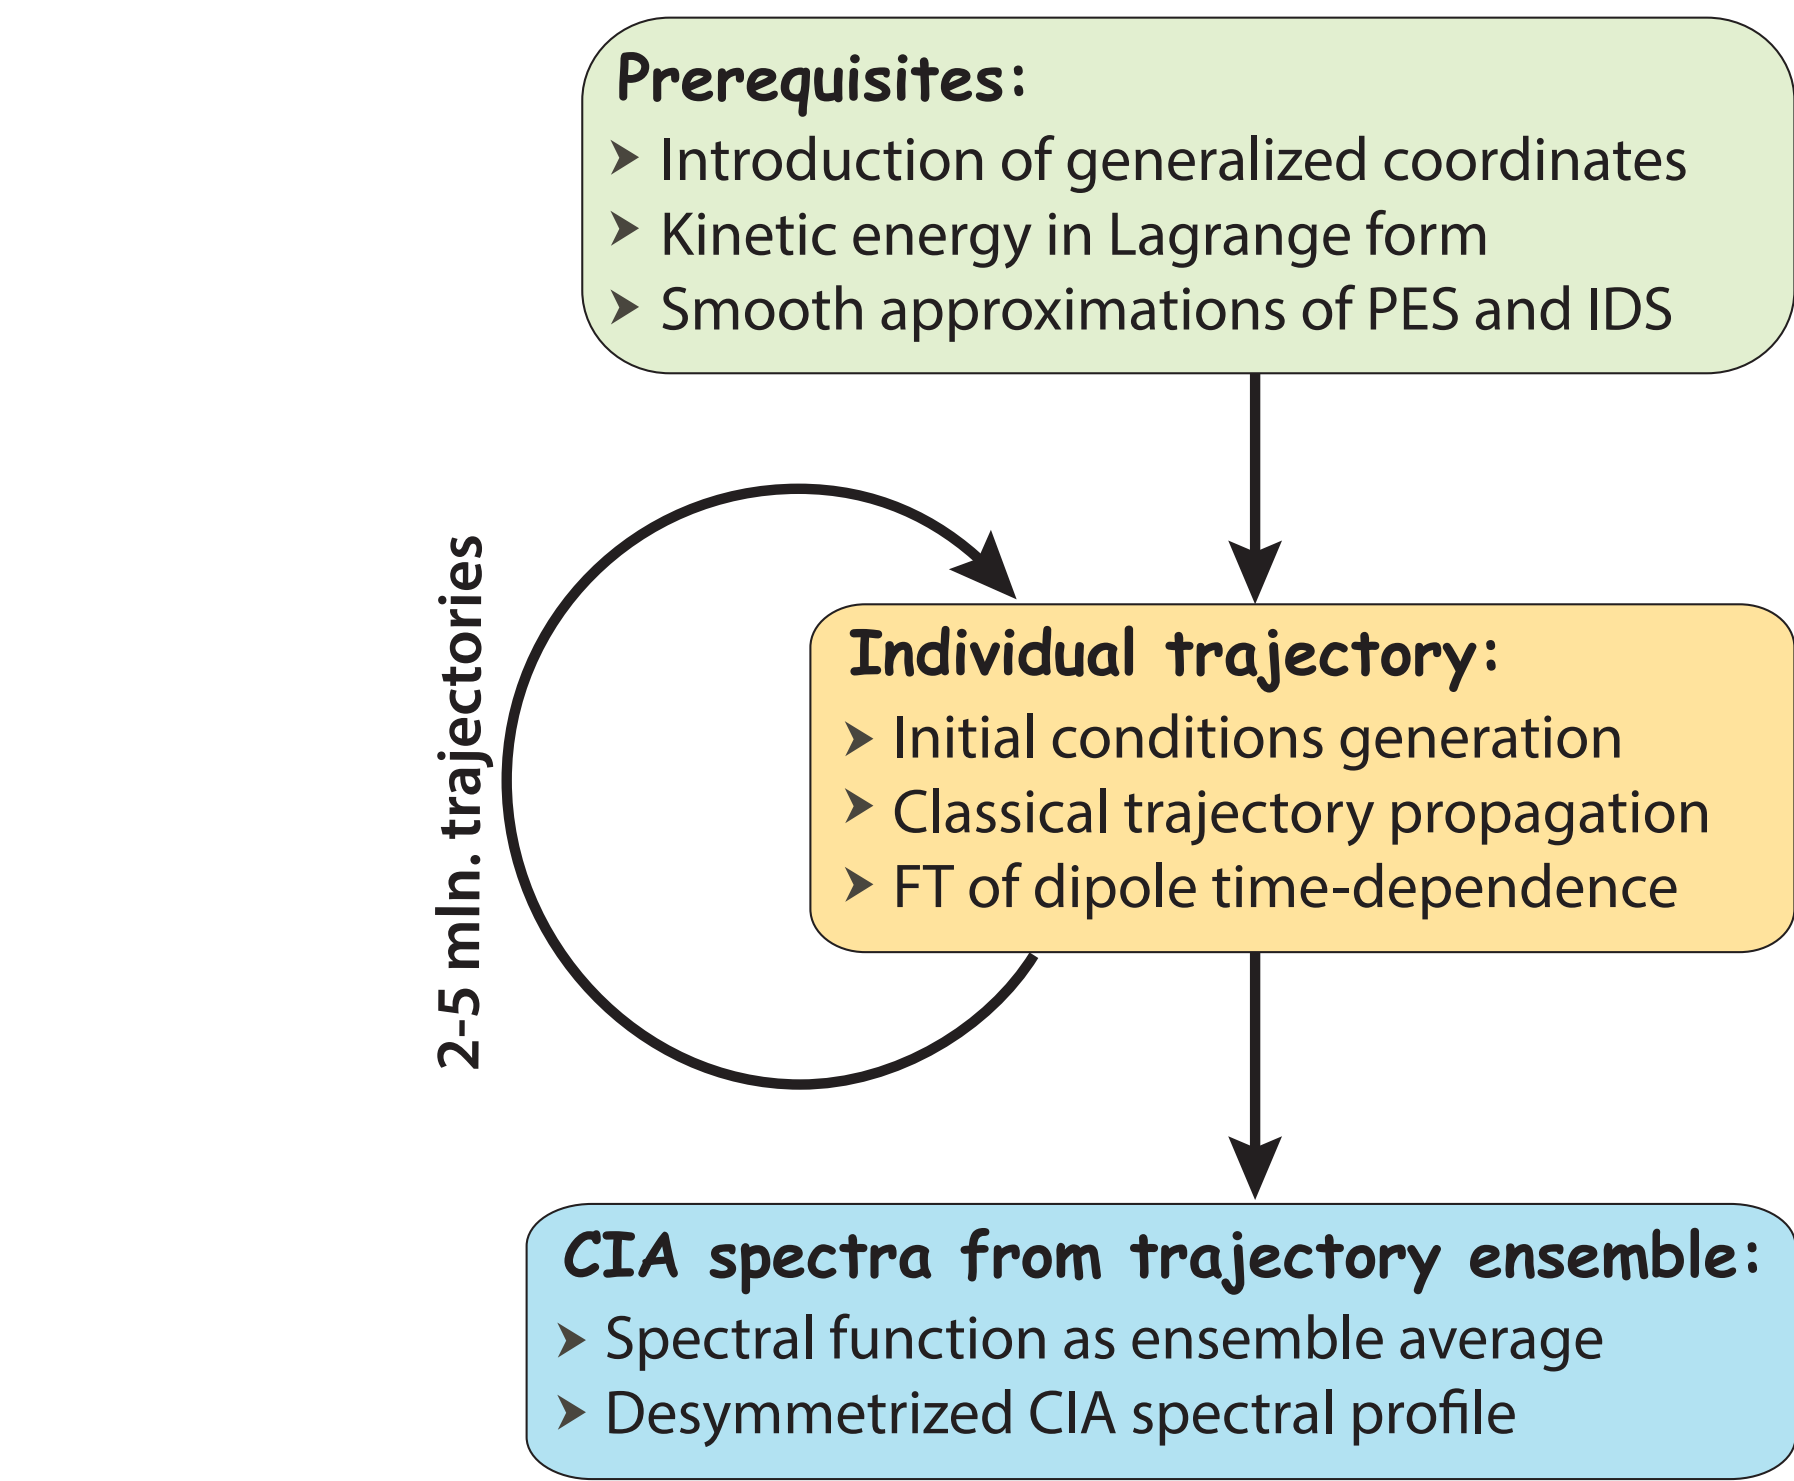 Prerequisites:
Introduction of generalized coordinates
Kinetic energy in Lagrange form
Smooth approximations of PES and IDS
2-5 mln. trajectories
Individual trajectory:
Initial conditions generation
Classical trajectory propagation
FT of dipole time-dependence
CIA spectra from trajectory ensemble:
Spectral function as ensemble average
Desymmetrized CIA spectral profile